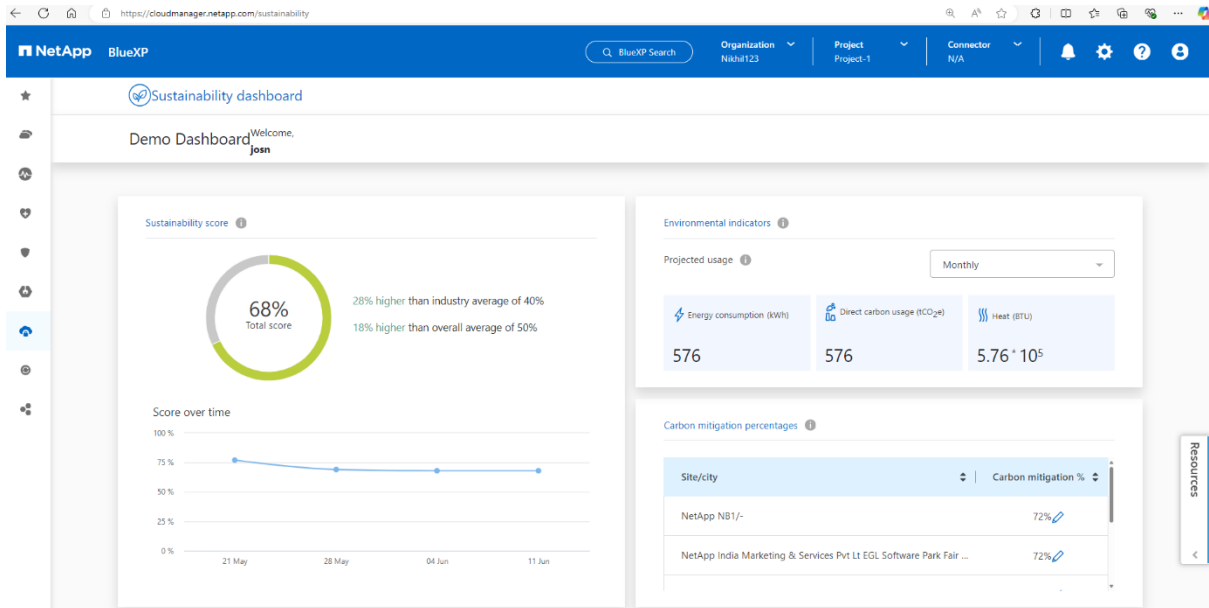 https://cloudmanager.netapp.com/sustainability
NetApp BlueXP
BlueXP Search
Organization
Nikhil123
Project
Project-1
Connector
N/A
Sustainability dashboard
Demo Dashboard Welcome,
josn
Sustainability score
68%
Total score
28% higher than industry average of 40%
18% higher than overall average of 50%
Score over time
100 %
75 %
50 %
25 %
0 %
21 May 28 May 04 Jun 11 Jun
Environmental indicators
Projected usage
Monthly
Energy consumption (kWh)
576
Direct carbon usage (tCO2e)
576
Heat (BTU)
5.76 * 10⁵
Carbon mitigation percentages
Site/city Carbon mitigation %
NetApp NB1/- 72%
NetApp India Marketing & Services Pvt Lt EGL Software Park Fair ... 72%
Resources